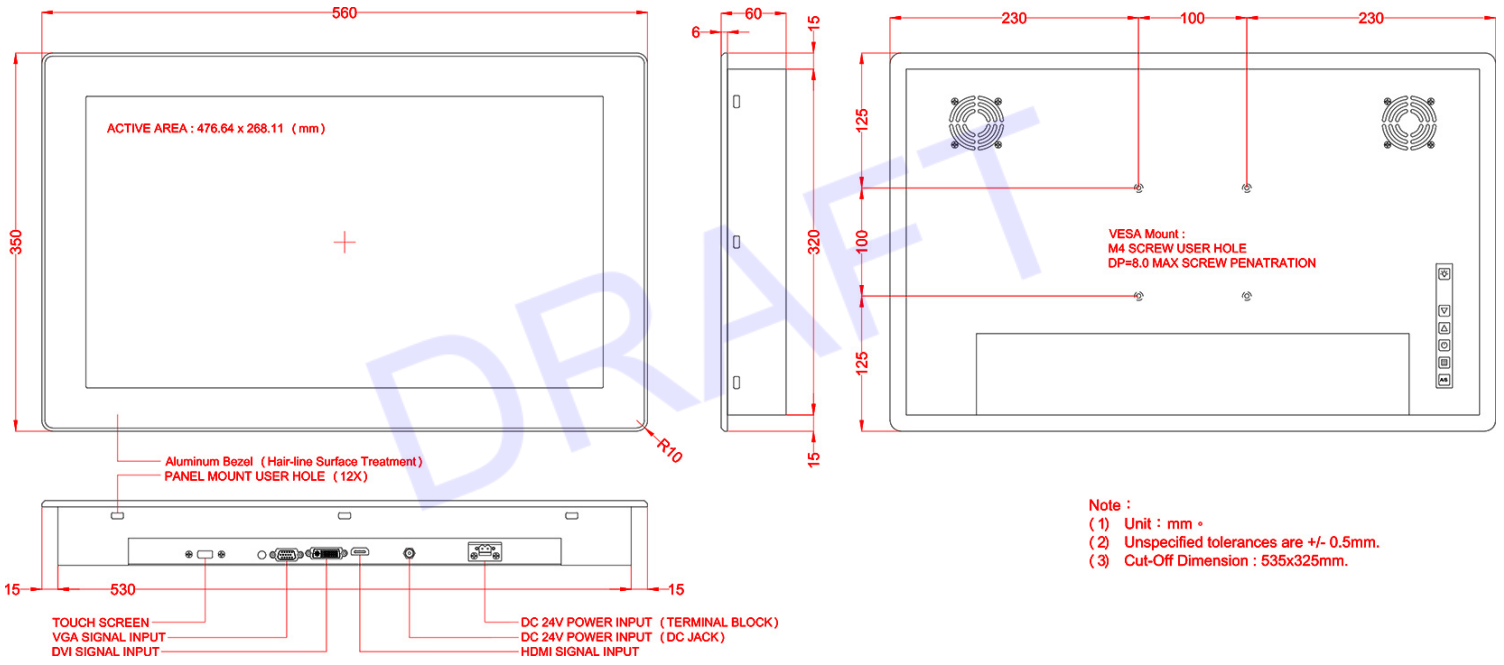 560
350
ACTIVE AREA : 476.64 x 268.11 (mm)
R10
Aluminum Bezel (Hair-line Surface Treatment)
PANEL MOUNT USER HOLE (12X)
60
6
15
320
15
230
100
230
125
100
125
VESA Mount :
M4 SCREW USER HOLE
DP=8.0 MAX SCREW PENATRATION
AS
DRAFT
15
530
15
TOUCH SCREEN
VGA SIGNAL INPUT
DVI SIGNAL INPUT
DC 24V POWER INPUT (TERMINAL BLOCK)
DC 24V POWER INPUT (DC JACK)
HDMI SIGNAL INPUT
Note :
(1) Unit : mm 。
(2) Unspecified tolerances are +/- 0.5mm.
(3) Cut-Off Dimension : 535x325mm.